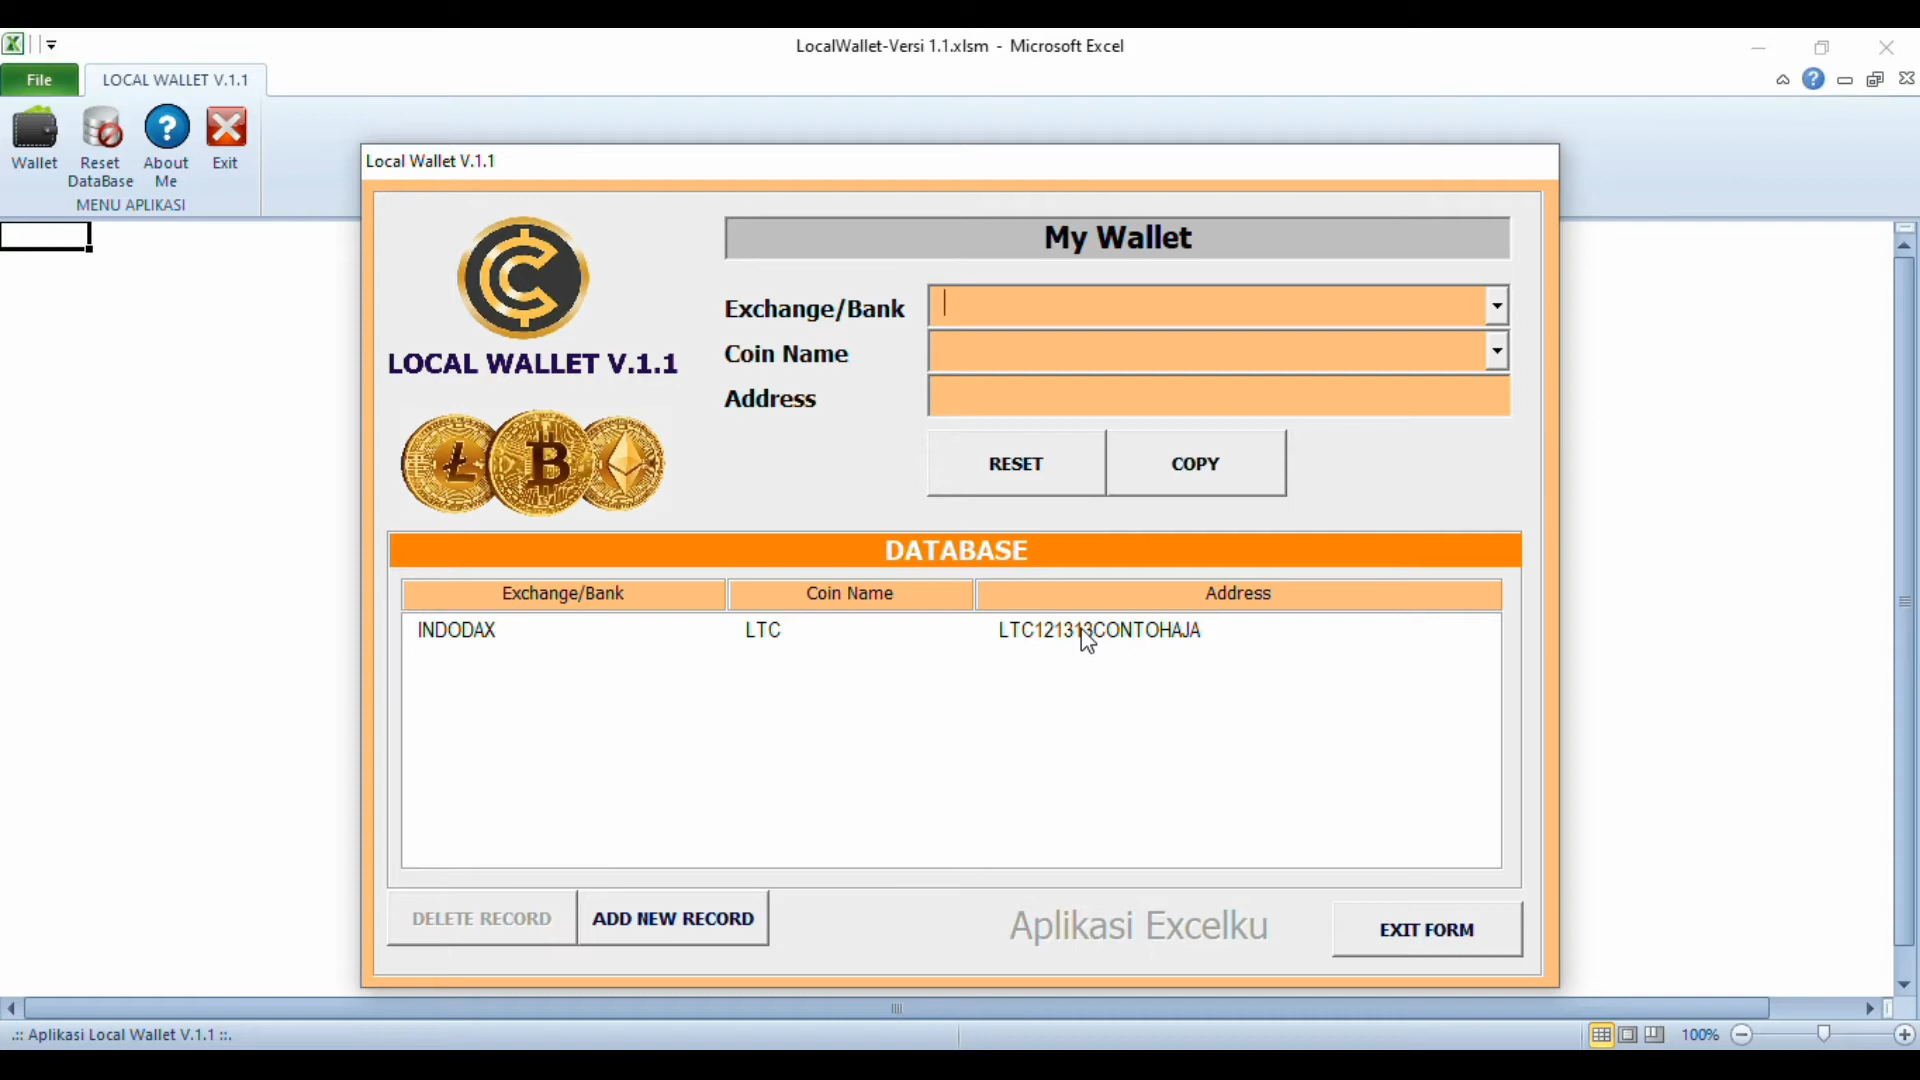 LocalWallet-Versi 1.1.xlsm - Microsoft Excel
File
LOCAL WALLET V.1.1
Wallet
Reset
DataBase
About
Me
Exit
MENU APLIKASI
Local Wallet V.1.1
My Wallet
LOCAL WALLET V.1.1
Exchange/Bank
Coin Name
Address
RESET
COPY
DATABASE
Exchange/Bank
Coin Name
Address
INDODAX
LTC
LTC121313CONTOHAJA
DELETE RECORD
ADD NEW RECORD
Aplikasi Excelku
EXIT FORM
.:: Aplikasi Local Wallet V.1.1 ::.
100%